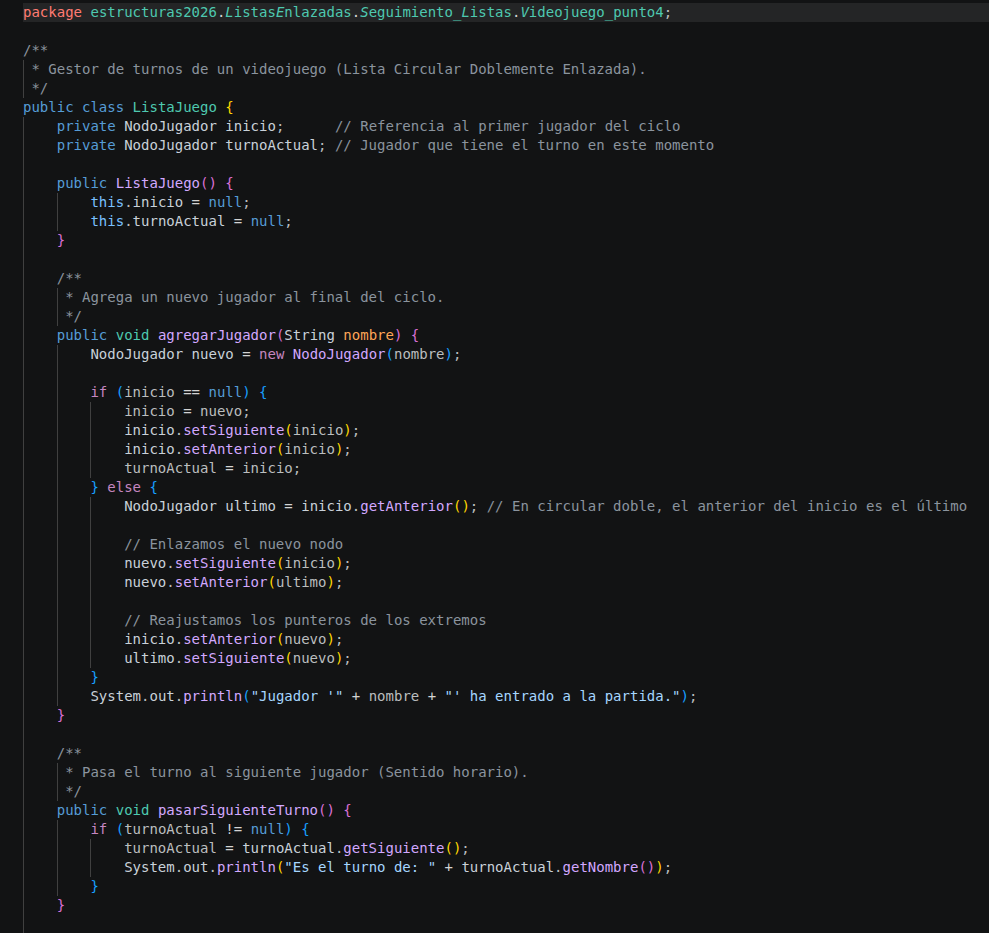 package estructuras2026.ListasEnlazadas.Seguimiento_Listas.Videojuego_punto4;
/**
 * Gestor de turnos de un videojuego (Lista Circular Doblemente Enlazada).
 */
public class ListaJuego {
    private NodoJugador inicio;      // Referencia al primer jugador del ciclo
    private NodoJugador turnoActual; // Jugador que tiene el turno en este momento
    public ListaJuego() {
        this.inicio = null;
        this.turnoActual = null;
    }
    /**
     * Agrega un nuevo jugador al final del ciclo.
     */
    public void agregarJugador(String nombre) {
        NodoJugador nuevo = new NodoJugador(nombre);
        if (inicio == null) {
            inicio = nuevo;
            inicio.setSiguiente(inicio);
            inicio.setAnterior(inicio);
            turnoActual = inicio;
        } else {
            NodoJugador ultimo = inicio.getAnterior(); // En circular doble, el anterior del inicio es el último
            // Enlazamos el nuevo nodo
            nuevo.setSiguiente(inicio);
            nuevo.setAnterior(ultimo);
            // Reajustamos los punteros de los extremos
            inicio.setAnterior(nuevo);
            ultimo.setSiguiente(nuevo);
        }
        System.out.println("Jugador '" + nombre + "' ha entrado a la partida.");
    }
    /**
     * Pasa el turno al siguiente jugador (Sentido horario).
     */
    public void pasarSiguienteTurno() {
        if (turnoActual != null) {
            turnoActual = turnoActual.getSiguiente();
            System.out.println("Es el turno de: " + turnoActual.getNombre());
        }
    }